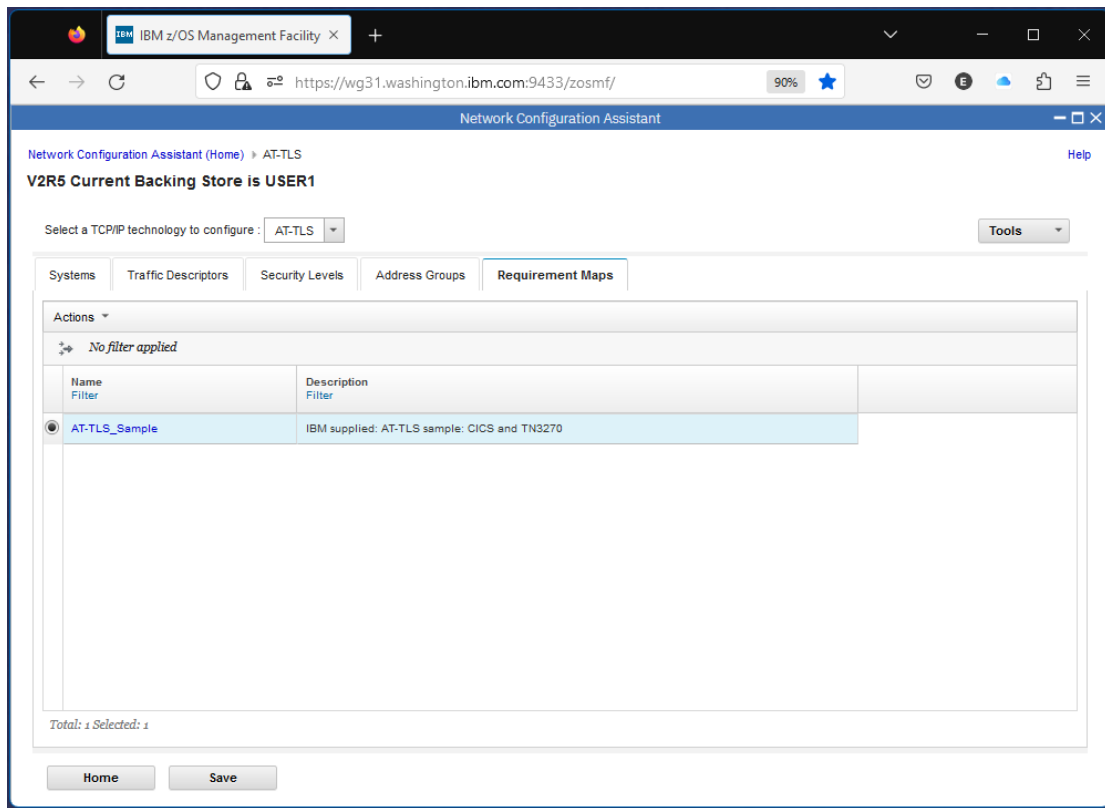 IBM IBM z/OS Management Facility
https://wg31.washington.ibm.com:9433/zosmf/ 90% E
Network Configuration Assistant
Network Configuration Assistant (Home) AT-TLS Help
V2R5 Current Backing Store is USER1
Select a TCP/IP technology to configure : AT-TLS Tools
Systems Traffic Descriptors Security Levels Address Groups Requirement Maps
Actions
No filter applied
Name Description
Filter Filter
AT-TLS_Sample IBM supplied: AT-TLS sample: CICS and TN3270
Total: 1 Selected: 1
Home Save